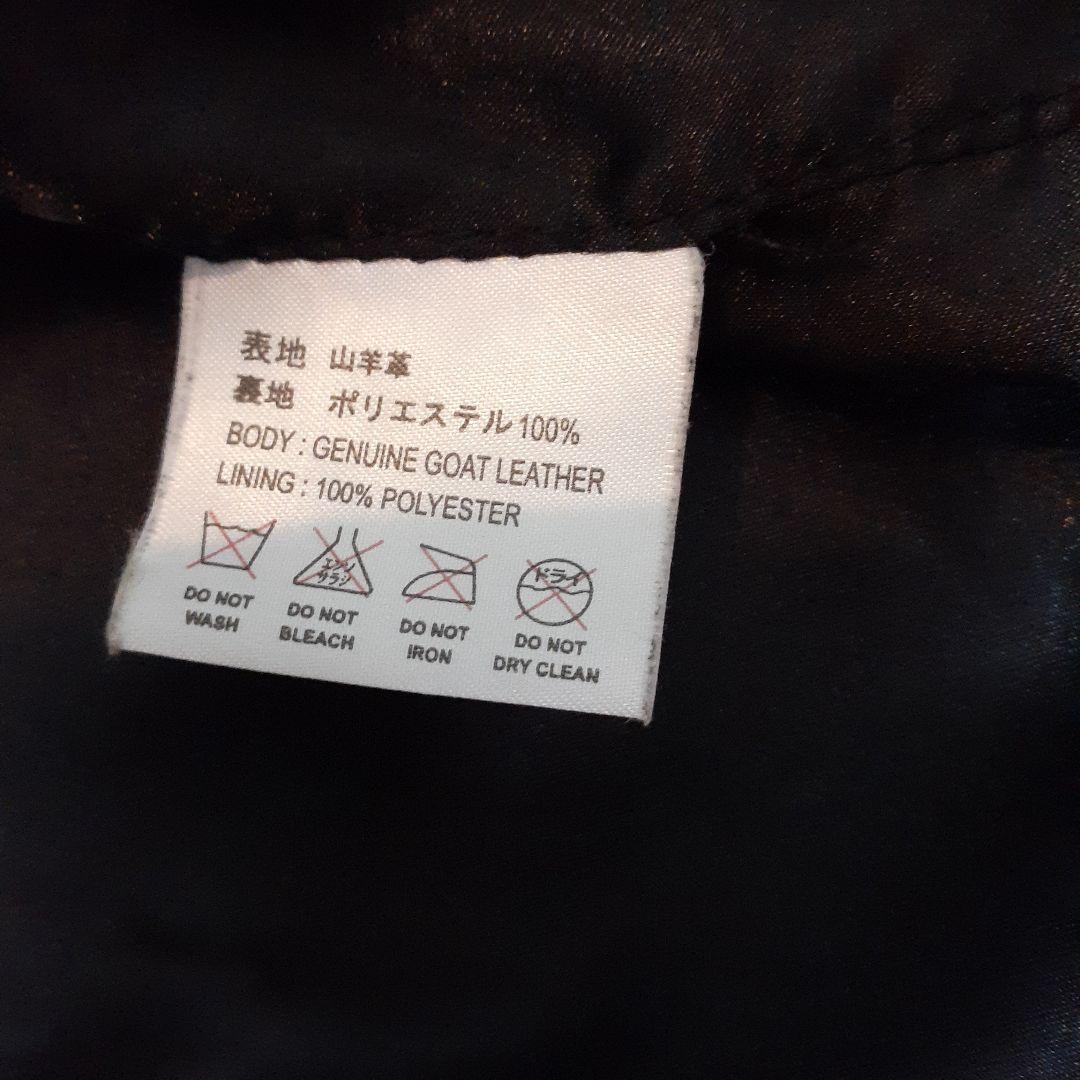 表地 山羊革
裏地 ポリエステル100%
BODY : GENUINE GOAT LEATHER
LINING : 100% POLYESTER
エンソ
サラシ
ドライ
DO NOT
WASH
DO NOT
BLEACH
DO NOT
IRON
DO NOT
DRY CLEAN